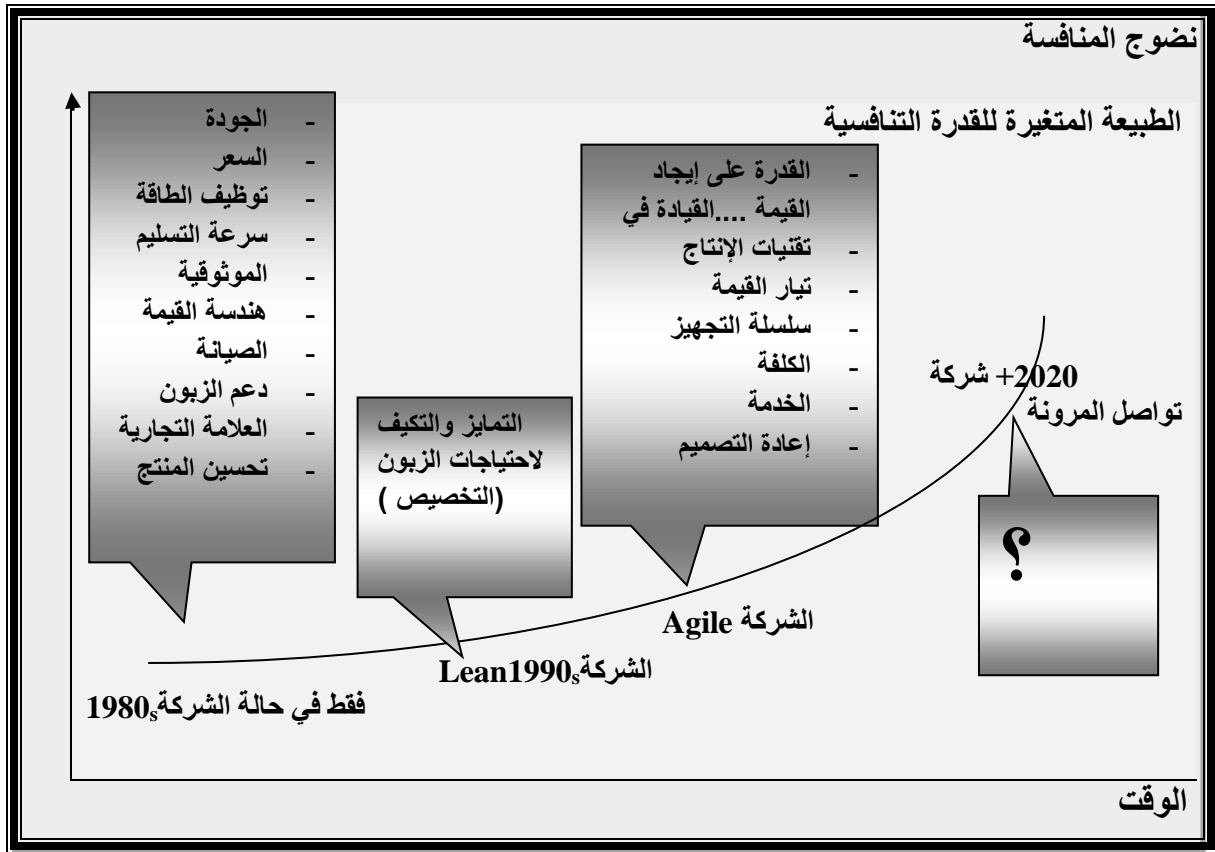 نضوج المنافسة
الطبيعة المتغيرة للقدرة التنافسية
- الجودة
- السعر
- توظيف الطاقة
- سرعة التسليم
- الموثوقية
- هندسة القيمة
- الصيانة
- دعم الزبون
- العلامة التجارية
- تحسين المنتج
التمايز والتكيف
لاحتياجات الزبون
(التخصيص )
- القدرة على إيجاد
القيمة ....القيادة في
- تقنيات الإنتاج
- تيار القيمة
- سلسلة التجهيز
- الكلفة
- الخدمة
- إعادة التصميم
2020+ شركة
تواصل المرونة
؟
الشركة Agile
الشركةLean1990s
فقط في حالة الشركة1980s
الوقت